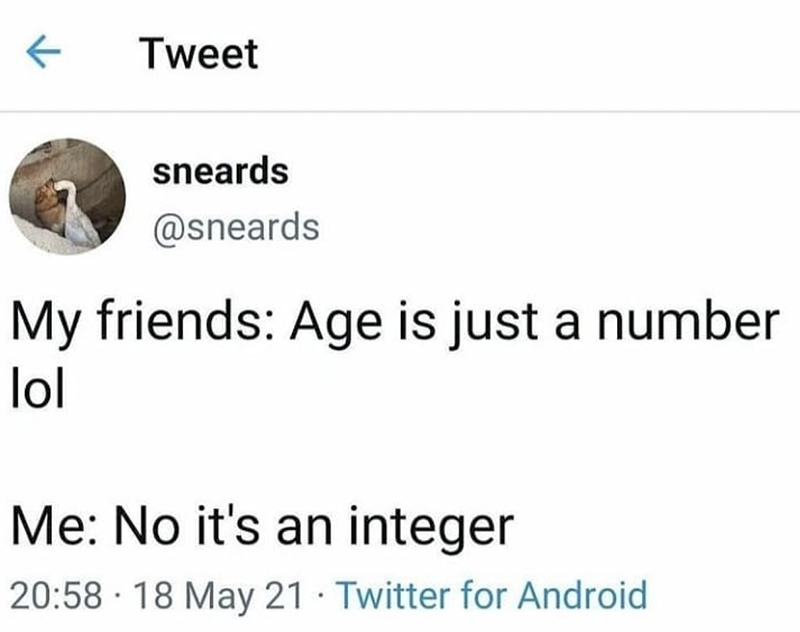 Tweet
sneards
@sneards
My friends: Age is just a number
lol
Me: No it's an integer
20:58 · 18 May 21 · Twitter for Android